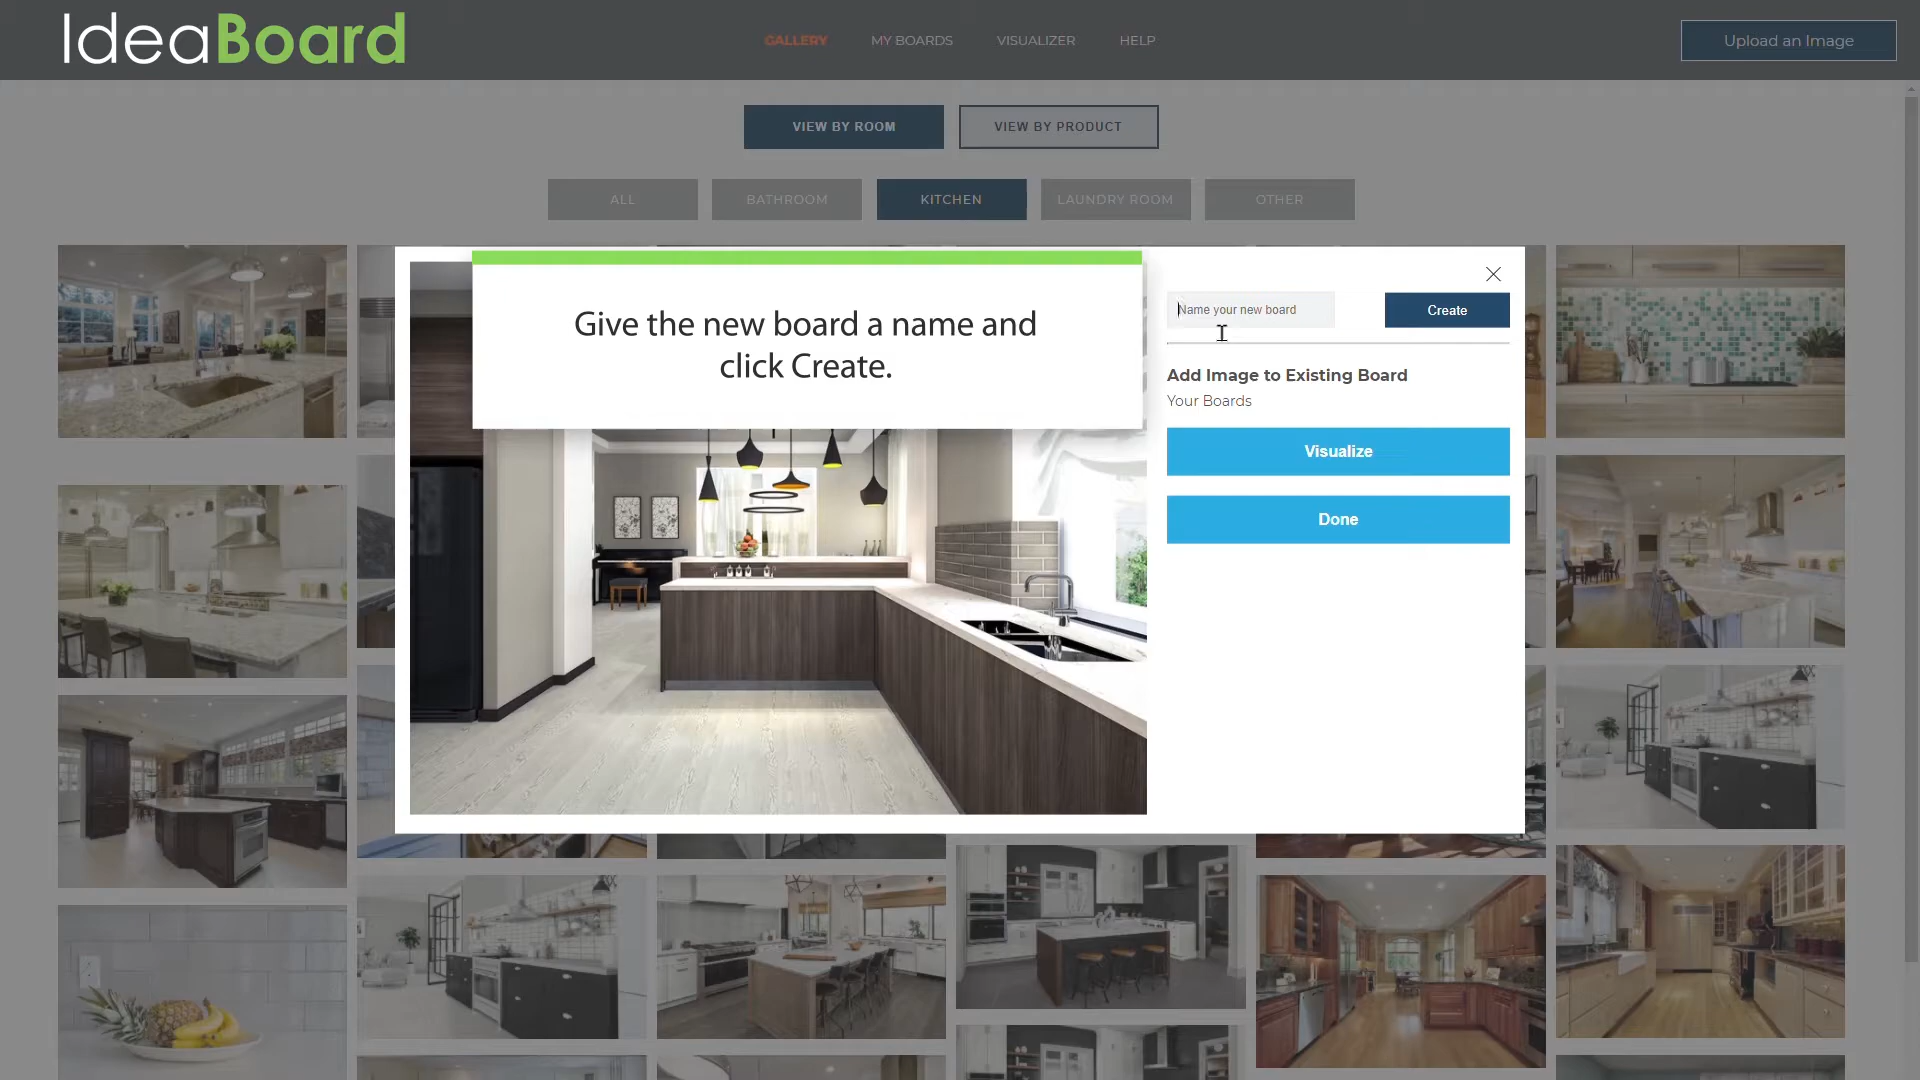 IdeaBoard
GALLERY
MY BOARDS
VISUALIZER
HELP
Upload an Image
VIEW BY ROOM
VIEW BY PRODUCT
ALL
BATHROOM
KITCHEN
LAUNDRY ROOM
OTHER
Give the new board a name and
click Create.
Name your new board
Create
Add Image to Existing Board
Your Boards
Visualize
Done